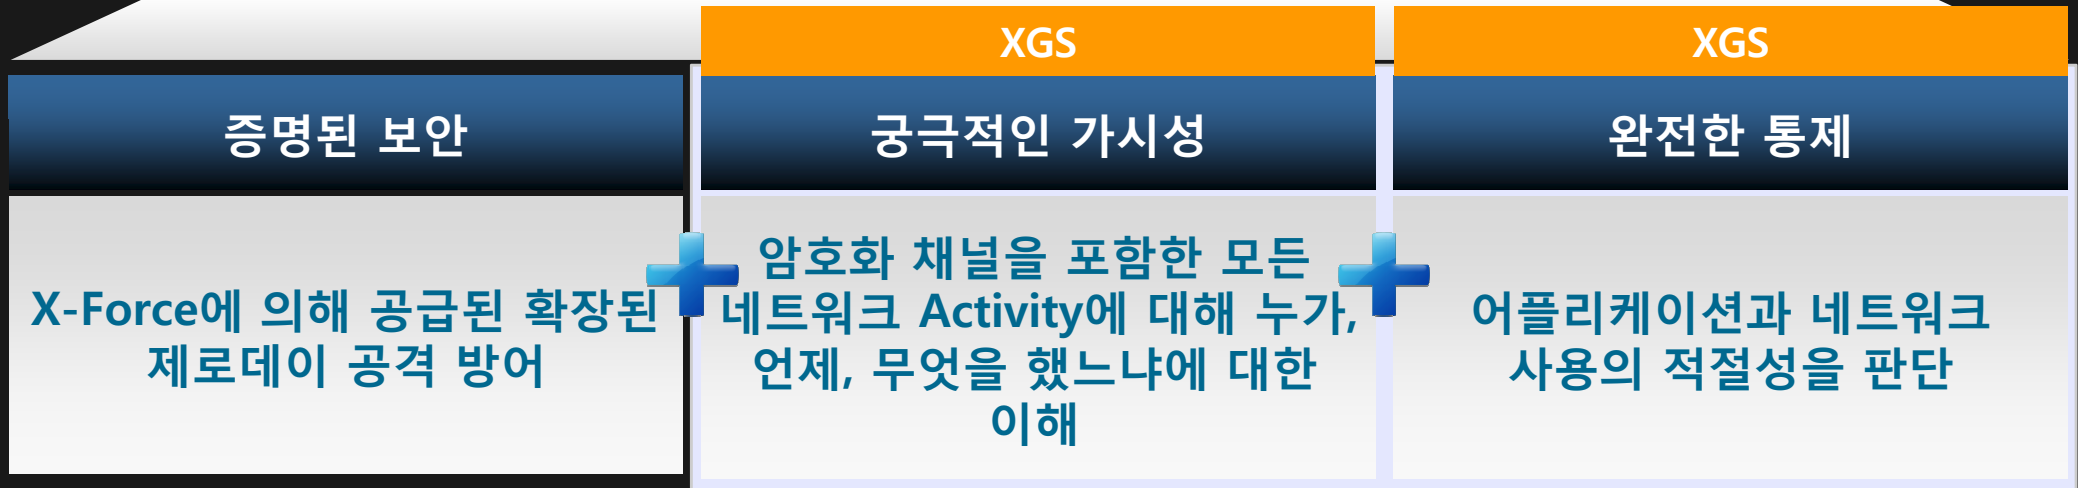 XGS
XGS
증명된 보안
궁극적인 가시성
완전한 통제
X-Force에 의해 공급된 확장된
제로데이 공격 방어
암호화 채널을 포함한 모든
네트워크 Activity에 대해 누가,
언제, 무엇을 했느냐에 대한
이해
어플리케이션과 네트워크
사용의 적절성을 판단